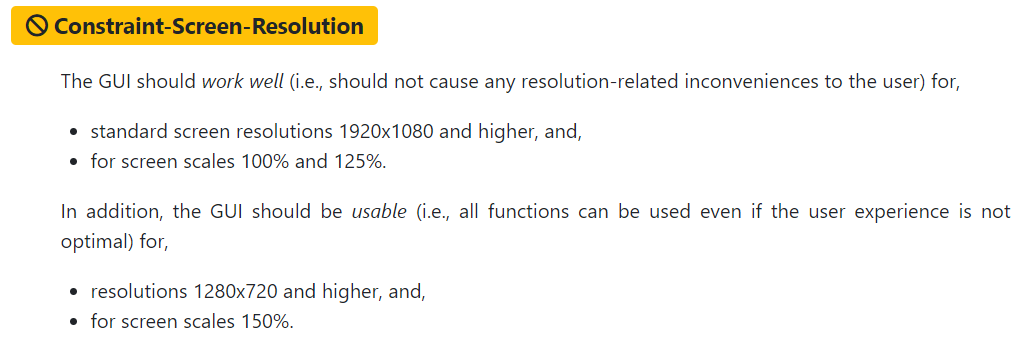 Constraint-Screen-Resolution
The GUI should work well (i.e., should not cause any resolution-related inconveniences to the user) for,
• standard screen resolutions 1920x1080 and higher, and,
• for screen scales 100% and 125%.
In addition, the GUI should be usable (i.e., all functions can be used even if the user experience is not
optimal) for,
• resolutions 1280x720 and higher, and,
• for screen scales 150%.